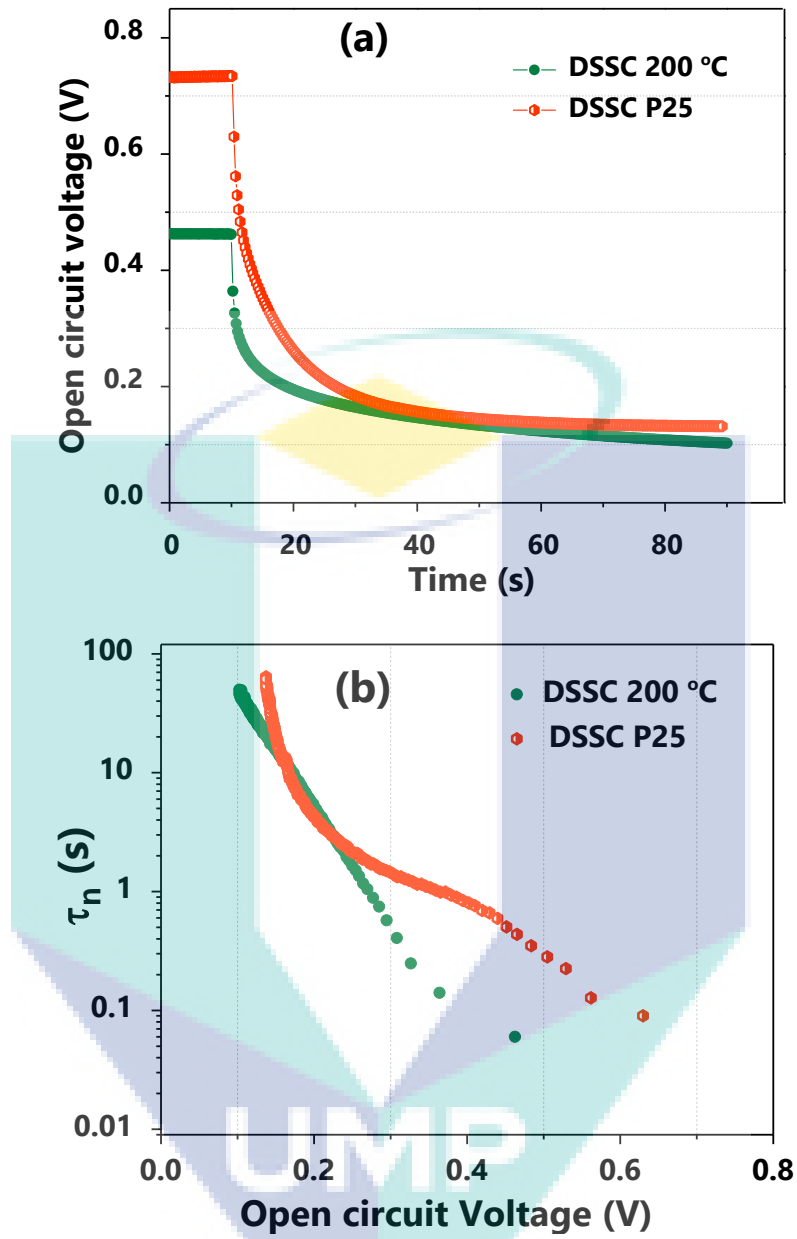 (a)
DSSC 200 °C
DSSC P25
Open circuit voltage (V)
0.8
0.6
0.4
0.2
0.0
0 20 40 60 80
Time (s)
(b)
DSSC 200 °C
DSSC P25
τn (s)
100
10
1
0.1
0.01
0.0 0.2 0.4 0.6 0.8
Open circuit Voltage (V)
UMP